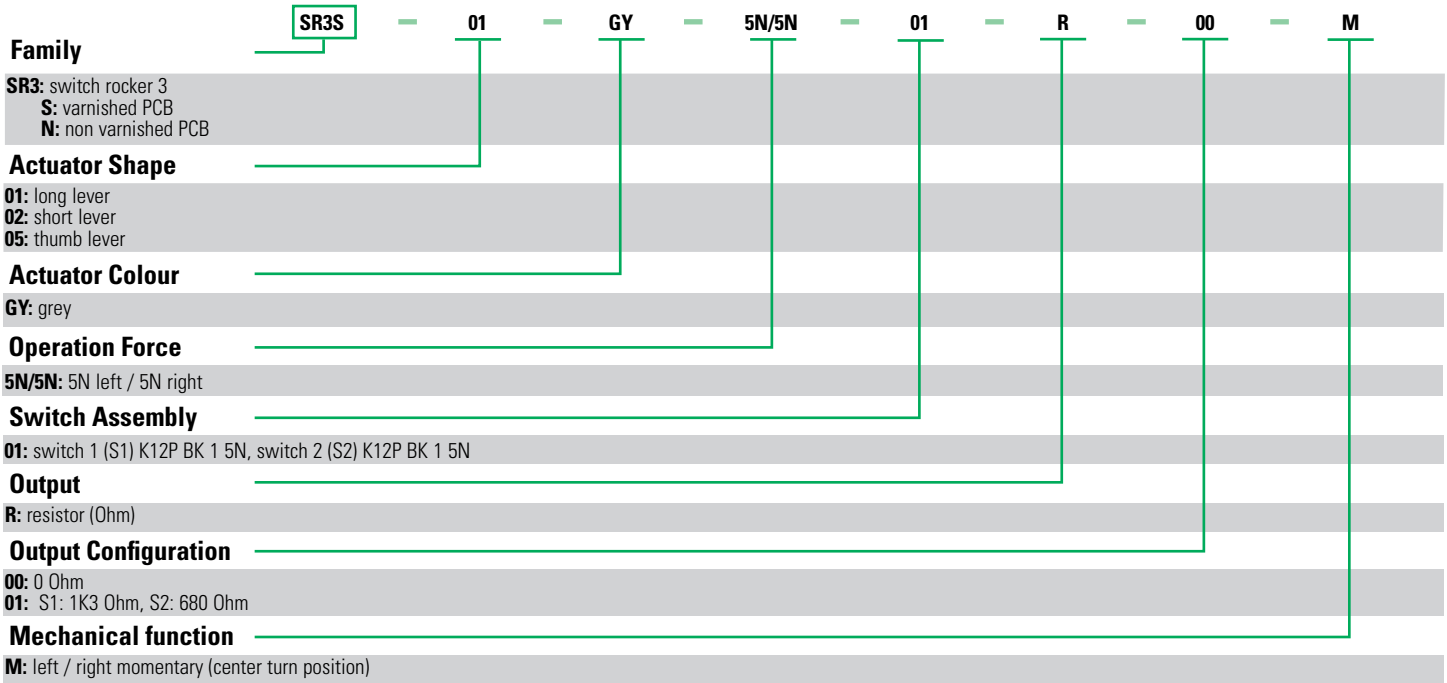 SR3S – 01 – GY – 5N/5N – 01 – R – 00 – M
Family
SR3: switch rocker 3
S: varnished PCB
N: non varnished PCB
Actuator Shape
01: long lever
02: short lever
05: thumb lever
Actuator Colour
GY: grey
Operation Force
5N/5N: 5N left / 5N right
Switch Assembly
01: switch 1 (S1) K12P BK 1 5N, switch 2 (S2) K12P BK 1 5N
Output
R: resistor (Ohm)
Output Configuration
00: 0 Ohm
01: S1: 1K3 Ohm, S2: 680 Ohm
Mechanical function
M: left / right momentary (center turn position)